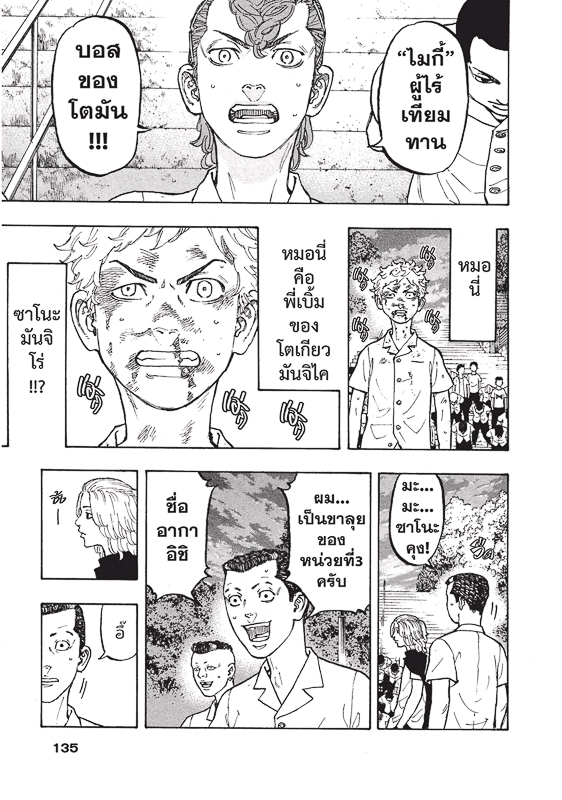 “ไมกี้”
ผู้ไร้
เทียม
ทาน
บอส
ของ
โตมัน
!!!
หมอ
นี่
หมอนี่
คือ
พี่เบิ้ม
ของ
โตเกียว
มันจิไค
ซาโนะ
มันจิ
โร่
!!?
มะ...
มะ...
ซาโนะ
คุง!
ผม...
เป็นขาลุย
ของ
หน่วยที่3
ครับ
ชื่อ
อากา
อิชิ
อึ๊
135